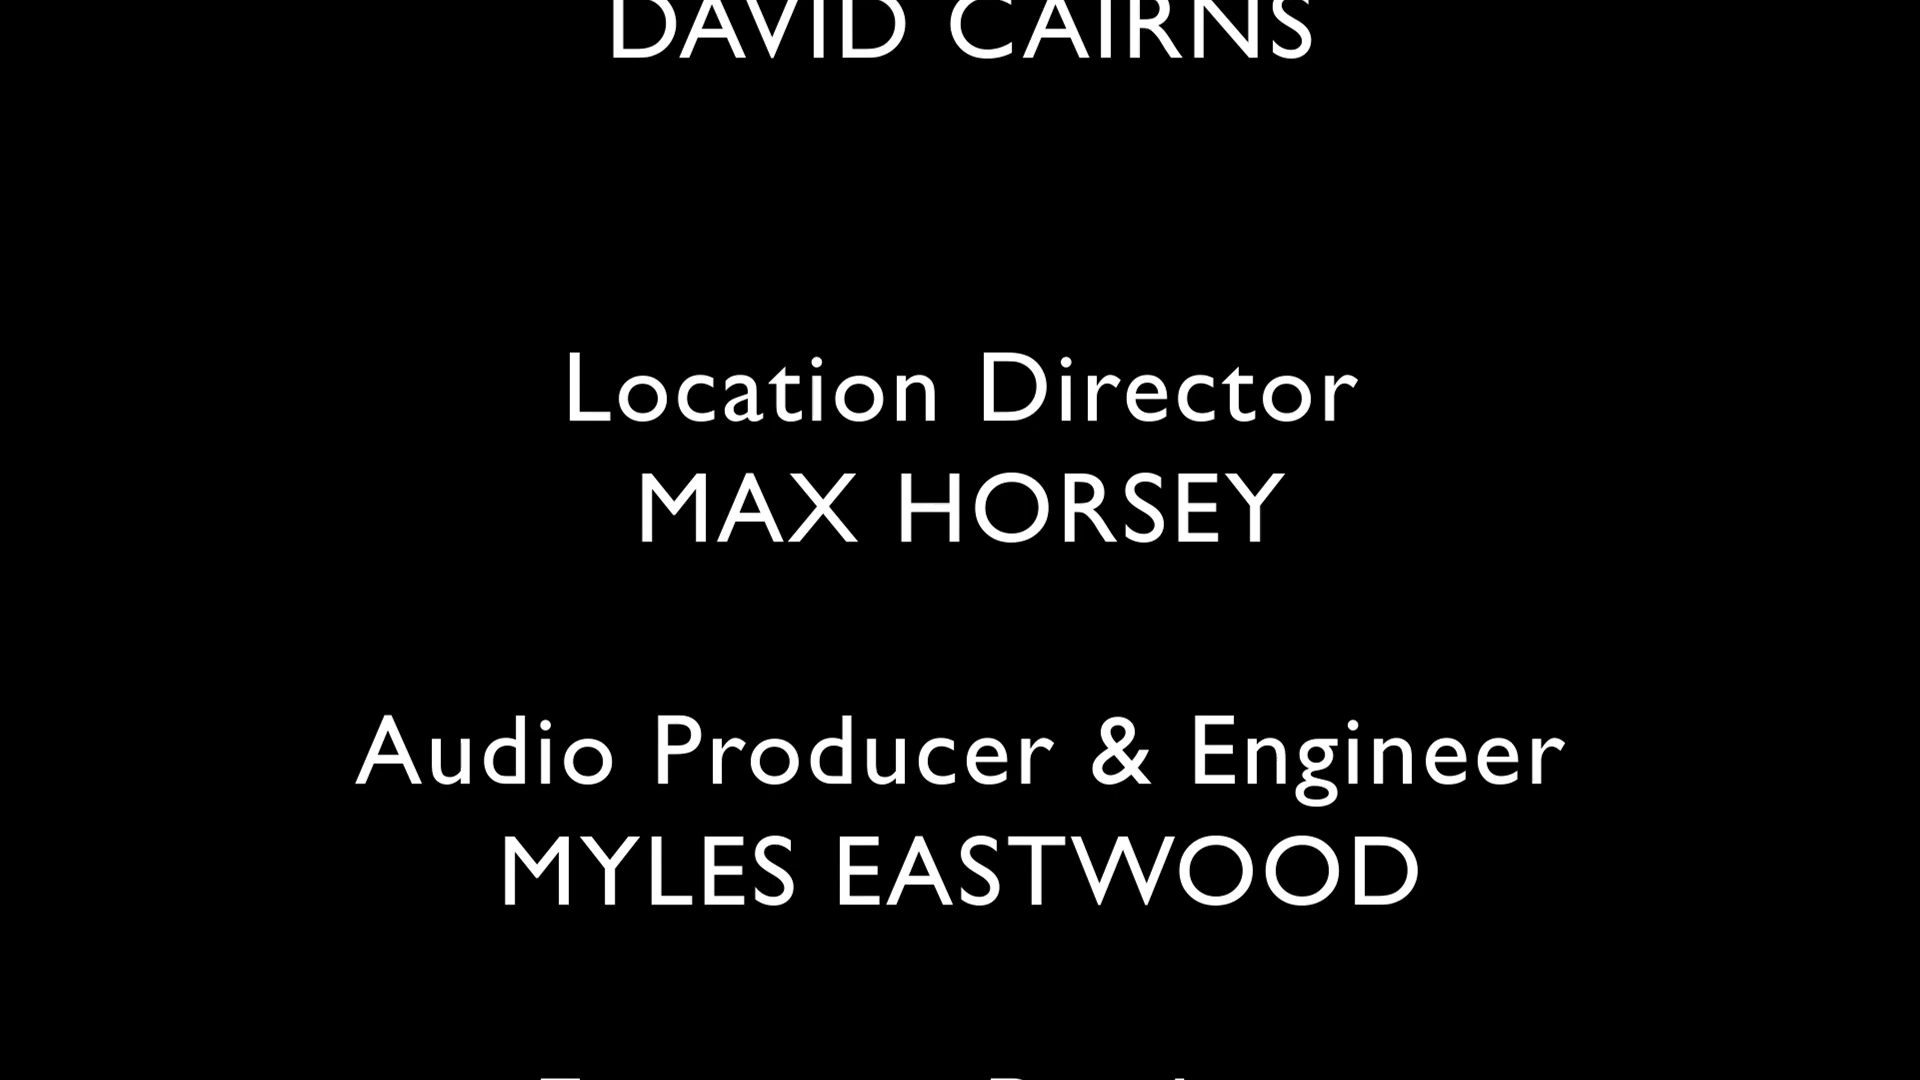 DAVID CAIRNS
Location Director
MAX HORSEY
Audio Producer & Engineer
MYLES EASTWOOD